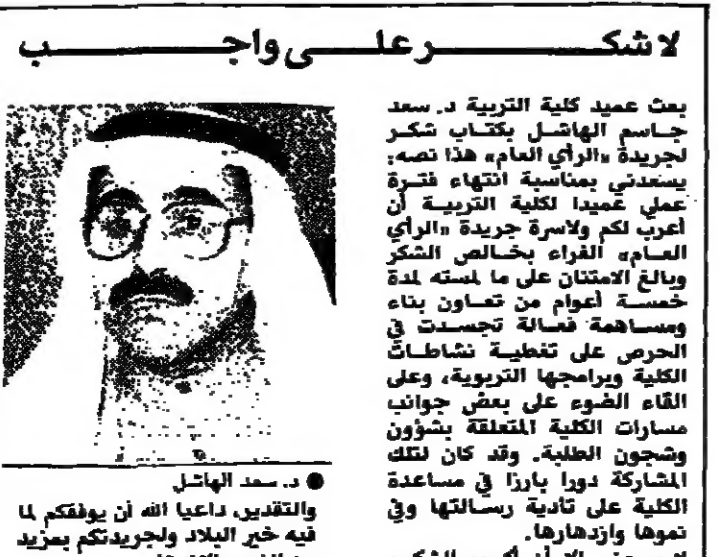 لا شكر على واجب
بعث عميد كلية التربية د. سعد
جاسم الهاشل بكتاب شكر
لجريدة «الرأي العام» هذا نصه:
يسعدني بمناسبة انتهاء فترة
عملي عميدا لكلية التربية أن
أعرب لكم ولاسرة جريدة «الرأي
العام» الغراء بخالص الشكر
وبالغ الامتنان على ما لمسته لمدة
خمسة أعوام من تعاون بناء
ومساهمة فعالة تجسدت في
الحرص على تغطية نشاطات
الكلية وبرامجها التربوية، وعلى
القاء الضوء على بعض جوانب
مسارات الكلية المتعلقة بشؤون
وشجون الطلبة. وقد كان لتلك
المشاركة دورا بارزا في مساعدة
الكلية على تأدية رسالتها وفي
نموها وازدهارها.
● د. سعد الهاشل
والتقدير، داعيا الله أن يوفقكم لما
فيه خير البلاد ولجريدتكم بمزيد